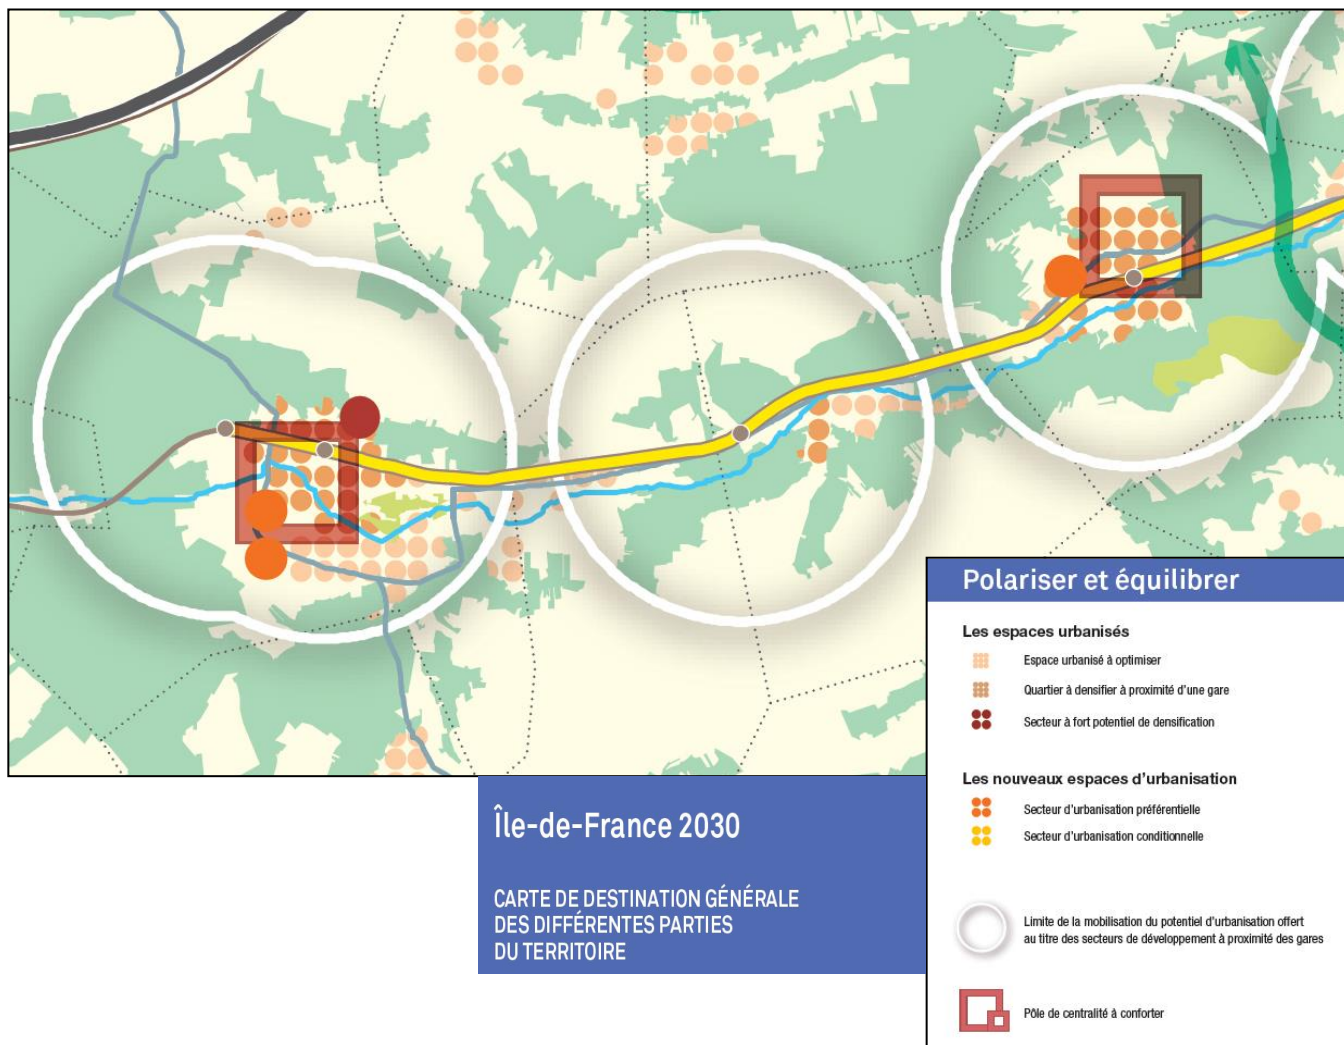 Polariser et équilibrer
Les espaces urbanisés
Espace urbanisé à optimiser
Quartier à densifier à proximité d'une gare
Secteur à fort potentiel de densification
Les nouveaux espaces d'urbanisation
Secteur d'urbanisation préférentielle
Secteur d'urbanisation conditionnelle
Limite de la mobilisation du potentiel d'urbanisation offert
au titre des secteurs de développement à proximité des gares
Pôle de centralité à conforter
Île-de-France 2030
CARTE DE DESTINATION GÉNÉRALE
DES DIFFÉRENTES PARTIES
DU TERRITOIRE